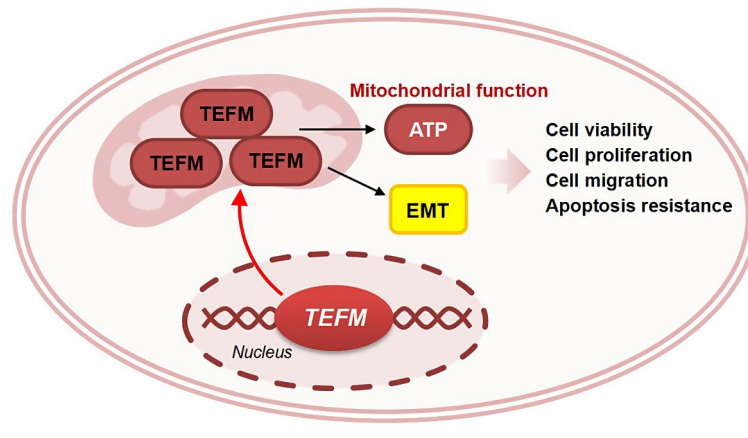 Mitochondrial function
TEFM
TEFM
TEFM
ATP
EMT
Cell viability
Cell proliferation
Cell migration
Apoptosis resistance
TEFM
Nucleus